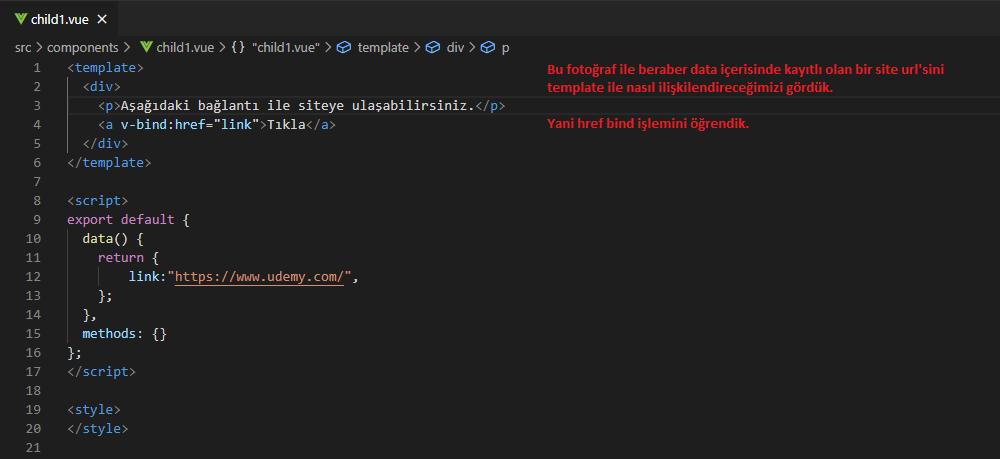 child1.vue ×
src > components > child1.vue > {} "child1.vue" > template > div > p
1 <template>
2 <div>
3 <p>Aşağıdaki bağlantı ile siteye ulaşabilirsiniz.</p>
4 <a v-bind:href="link">Tıkla</a>
5 </div>
6 </template>
7
8 <script>
9 export default {
10 data() {
11 return {
12 link:"https://www.udemy.com/",
13 };
14 },
15 methods: {}
16 };
17 </script>
18
19 <style>
20 </style>
21
Bu fotoğraf ile beraber data içerisinde kayıtlı olan bir site url'sini
template ile nasıl ilişkilendireceğimizi gördük.
Yani href bind işlemini öğrendik.